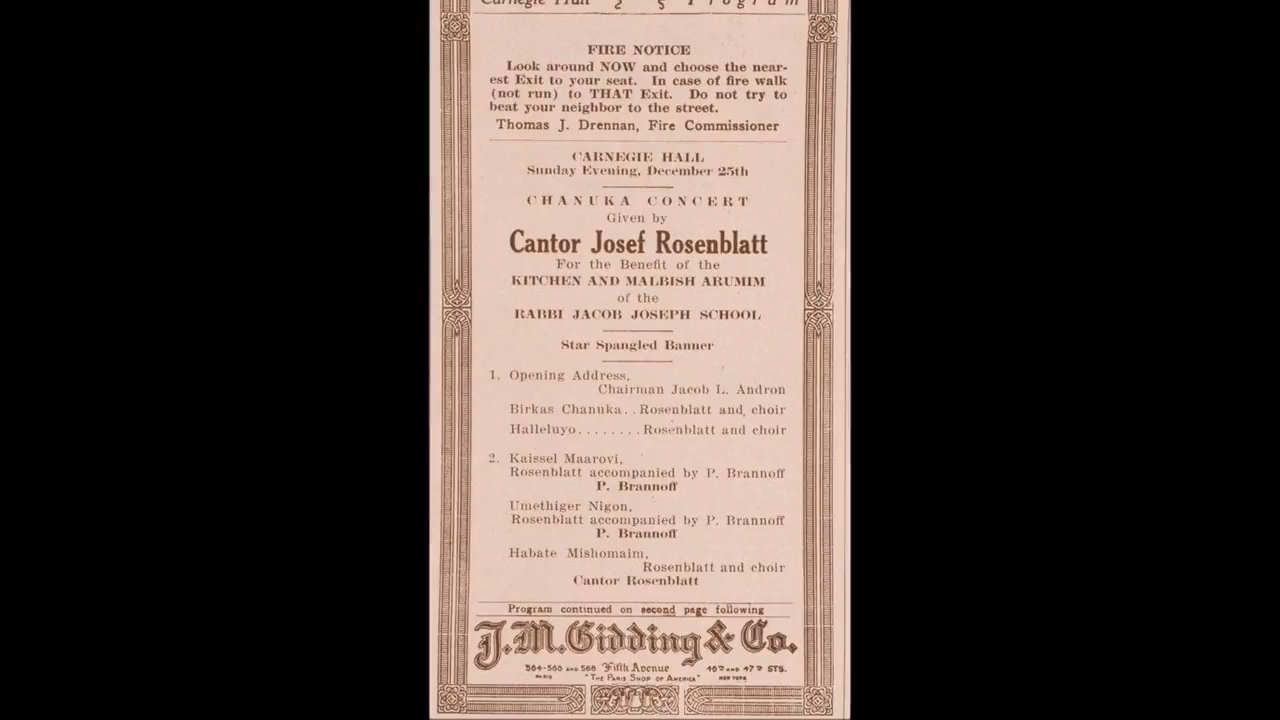 Carnegie Hall Program
FIRE NOTICE
Look around NOW and choose the near-
est Exit to your seat. In case of fire walk
(not run) to THAT Exit. Do not try to
beat your neighbor to the street.
Thomas J. Drennan, Fire Commissioner
CARNEGIE HALL
Sunday Evening, December 25th
CHANUKA CONCERT
Given by
Cantor Josef Rosenblatt
For the Benefit of the
KITCHEN AND MALBISH ARUMIM
of the
RABBI JACOB JOSEPH SCHOOL
Star Spangled Banner
1. Opening Address,
Chairman Jacob L. Andron
Birkas Chanuka..Rosenblatt and choir
Halleluyo........Rosenblatt and choir
2. Kaissel Maarovi,
Rosenblatt accompanied by P. Brannoff
P. Brannoff
Umethiger Nigon,
Rosenblatt accompanied by P. Brannoff
P. Brannoff
Habate Mishomaim,
Rosenblatt and choir
Cantor Rosenblatt
Program continued on second page following
J.M. Gidding & Co.
564-566 AND 568 Fifth Avenue 46TH AND 47TH STS.
PARIS "THE PARIS SHOP OF AMERICA" NEW YORK